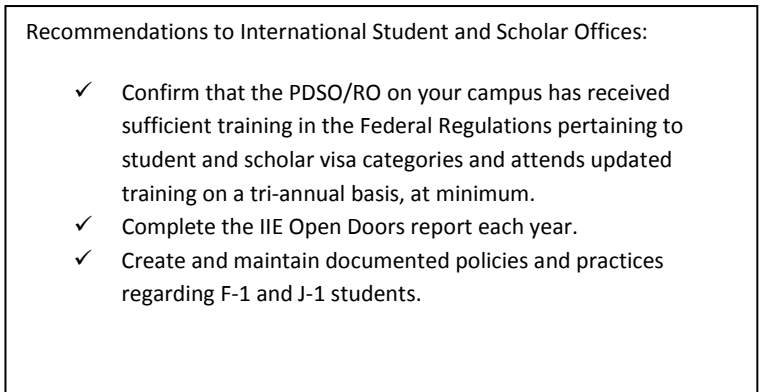 Recommendations to International Student and Scholar Offices:
✓ Confirm that the PDSO/RO on your campus has received
sufficient training in the Federal Regulations pertaining to
student and scholar visa categories and attends updated
training on a tri-annual basis, at minimum.
✓ Complete the IIE Open Doors report each year.
✓ Create and maintain documented policies and practices
regarding F-1 and J-1 students.